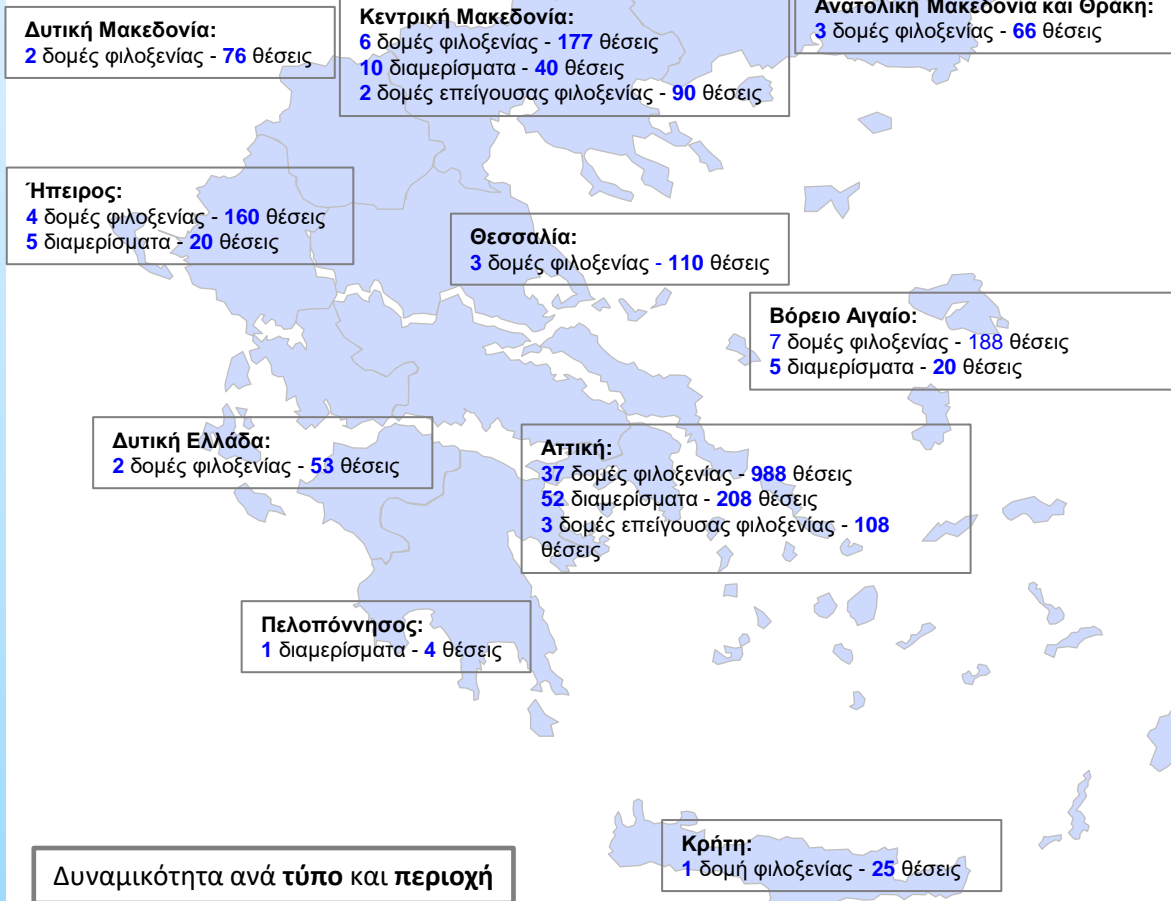 Δυτική Μακεδονία:
2 δομές φιλοξενίας - 76 θέσεις
Κεντρική Μακεδονία:
6 δομές φιλοξενίας - 177 θέσεις
10 διαμερίσματα - 40 θέσεις
2 δομές επείγουσας φιλοξενίας - 90 θέσεις
Ανατολική Μακεδονία και Θράκη:
3 δομές φιλοξενίας - 66 θέσεις
Ήπειρος:
4 δομές φιλοξενίας - 160 θέσεις
5 διαμερίσματα - 20 θέσεις
Θεσσαλία:
3 δομές φιλοξενίας - 110 θέσεις
Βόρειο Αιγαίο:
7 δομές φιλοξενίας - 188 θέσεις
5 διαμερίσματα - 20 θέσεις
Δυτική Ελλάδα:
2 δομές φιλοξενίας - 53 θέσεις
Αττική:
37 δομές φιλοξενίας - 988 θέσεις
52 διαμερίσματα - 208 θέσεις
3 δομές επείγουσας φιλοξενίας - 108
θέσεις
Πελοπόννησος:
1 διαμερίσματα - 4 θέσεις
Κρήτη:
1 δομή φιλοξενίας - 25 θέσεις
Δυναμικότητα ανά τύπο και περιοχή